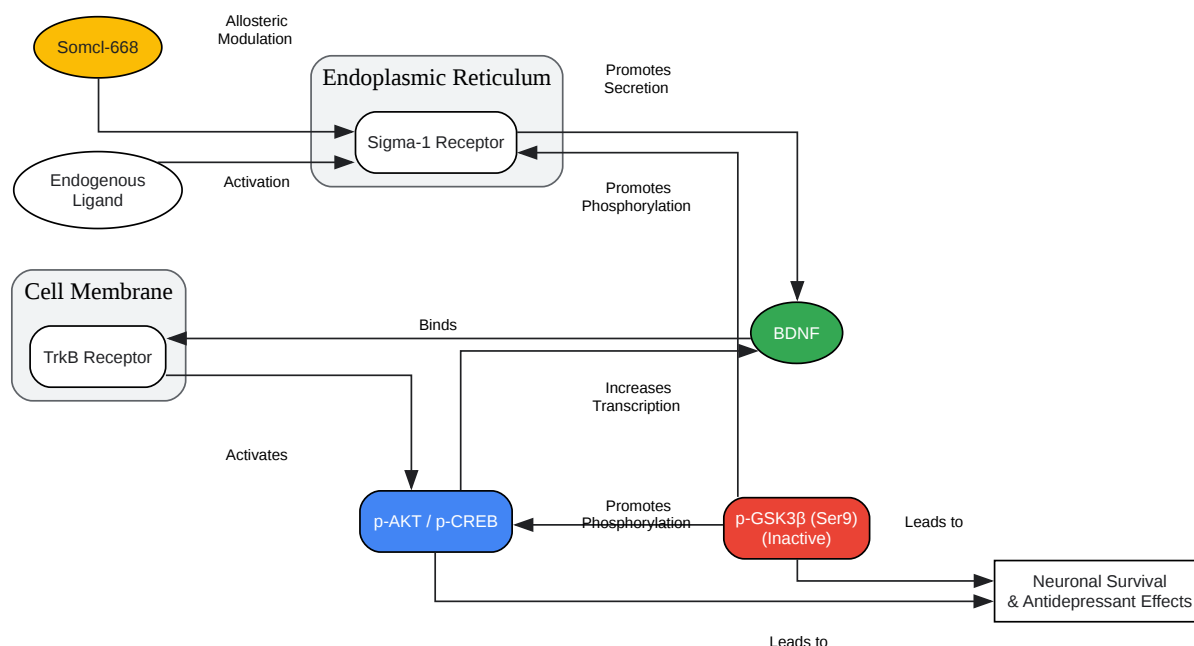 Allosteric
Modulation
Somcl-668
Endoplasmic Reticulum
Promotes
Secretion
Sigma-1 Receptor
Endogenous
Ligand
Activation
Promotes
Phosphorylation
Cell Membrane
TrkB Receptor
Binds
BDNF
Increases
Transcription
Activates
p-AKT / p-CREB
Promotes
Phosphorylation
p-GSK3β (Ser9)
(Inactive)
Leads to
Neuronal Survival
& Antidepressant Effects
Leads to